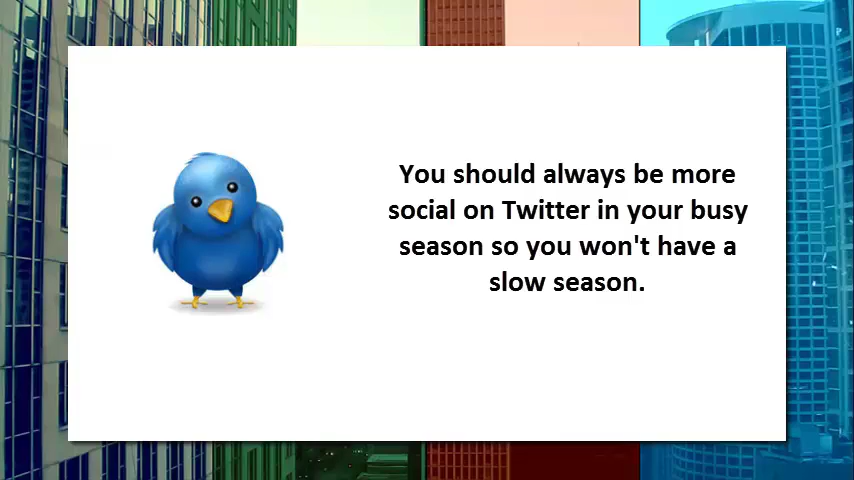 You should always be more
social on Twitter in your busy
season so you won't have a
slow season.